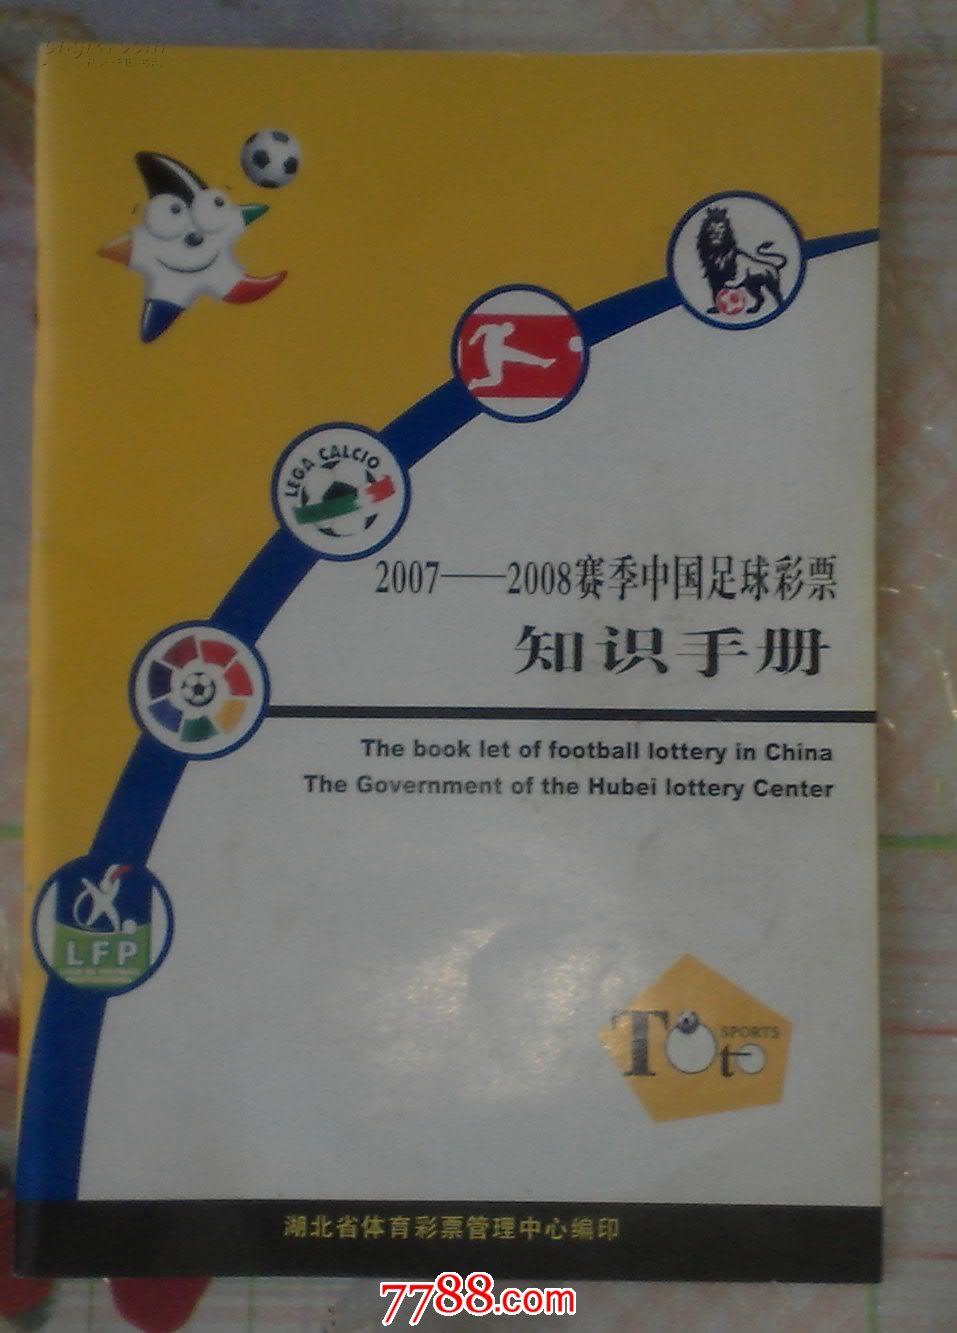 LEGA CALCIO
2007——2008赛季中国足球彩票
知识手册
The book let of football lottery in China
The Government of the Hubei lottery Center
LFP
Toto
SPORTS
湖北省体育彩票管理中心编印
7788.com